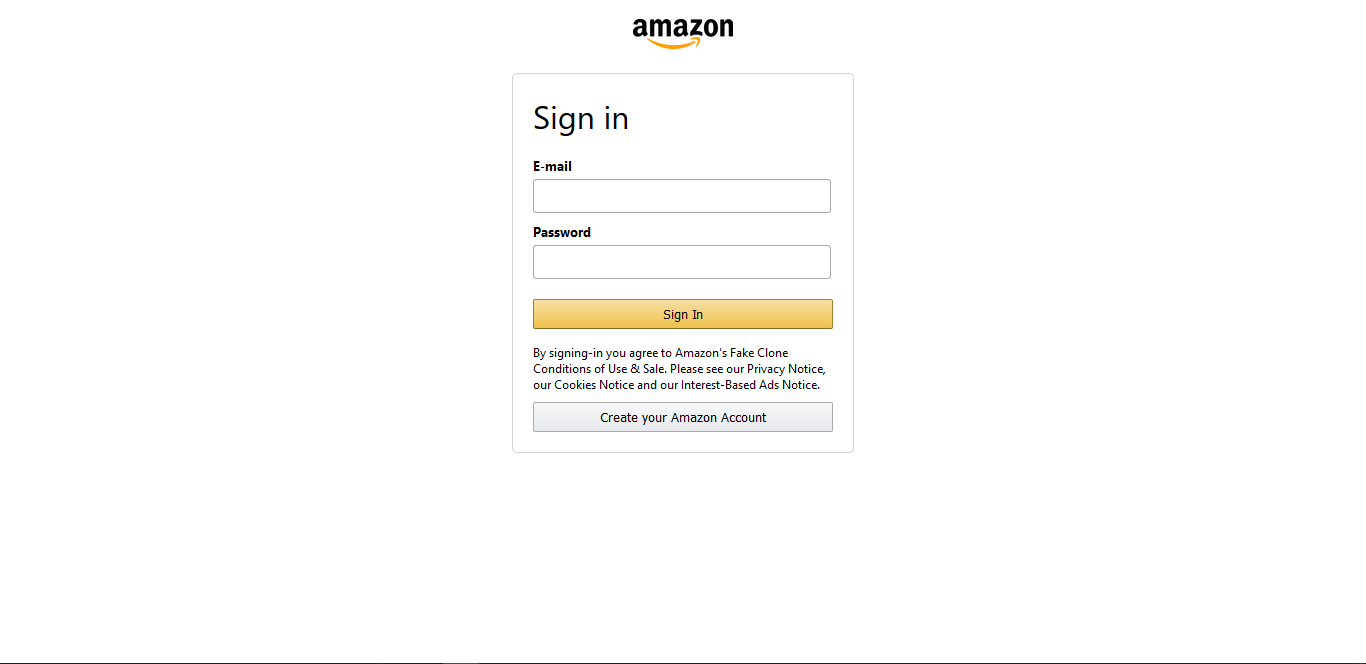 amazon
Sign in
E-mail
Password
Sign In
By signing-in you agree to Amazon's Fake Clone
Conditions of Use & Sale. Please see our Privacy Notice,
our Cookies Notice and our Interest-Based Ads Notice.
Create your Amazon Account